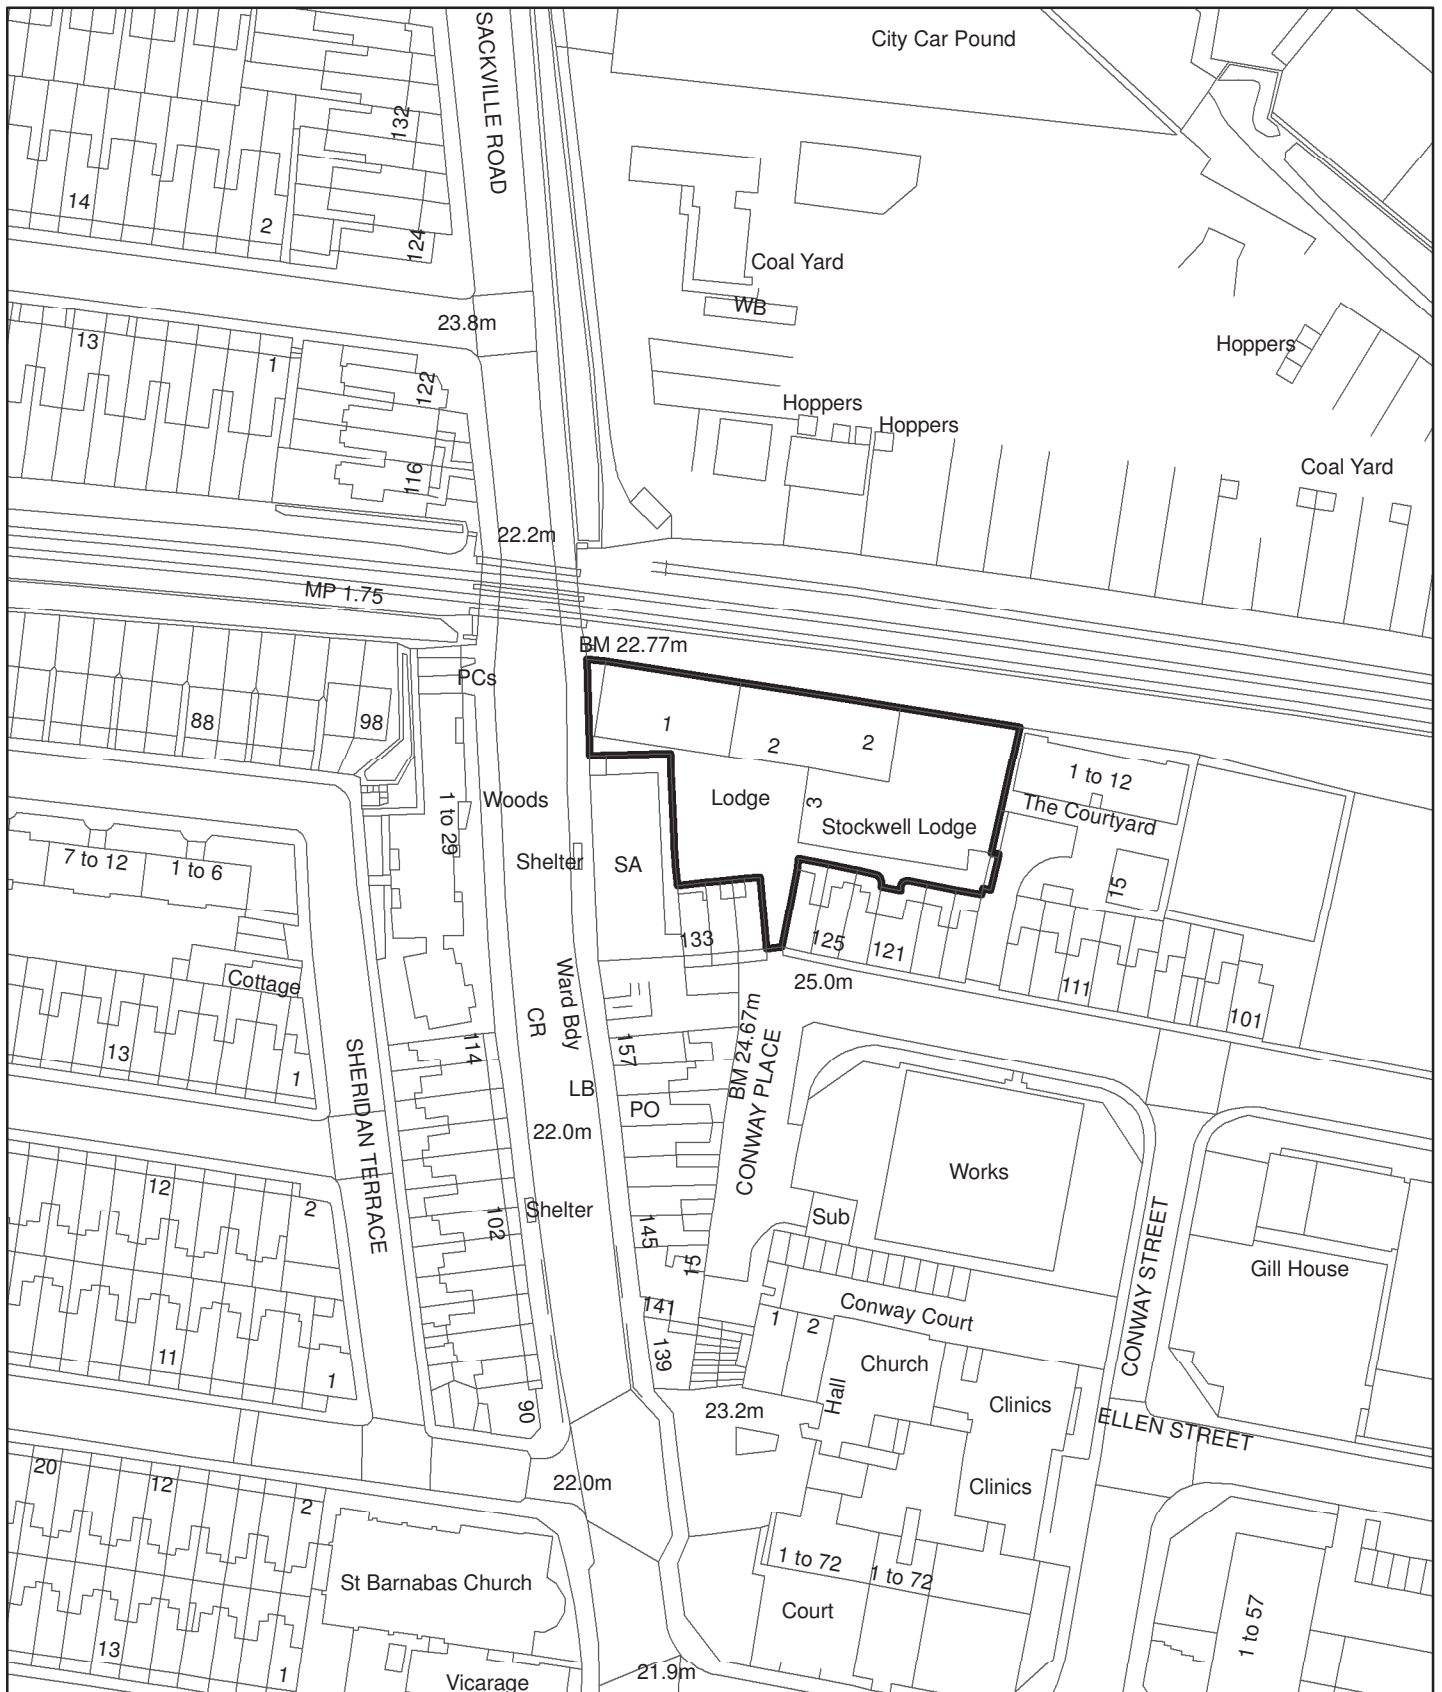 SACKVILLE ROAD
City Car Pound
132
14
2
124
Coal Yard
WB
23.8m
13
1
122
Hoppers
Hoppers
Hoppers
116
Coal Yard
22.2m
MP 1.75
BM 22.77m
PCs
88
98
1
2
2
1 to 12
The Courtyard
1 to 29
Woods
Lodge
3
Stockwell Lodge
7 to 12
1 to 6
Shelter
SA
15
133
125
121
25.0m
Cottage
111
101
Ward Bdy
CR
BM 24.67m
CONWAY PLACE
13
1
SHERIDAN TERRACE
114
157
LB
PO
22.0m
Works
12
2
102
Shelter
145
15
Sub
CONWAY STREET
Gill House
11
1
141
139
1
2
Conway Court
Church
Hall
Clinics
90
23.2m
ELLEN STREET
20
12
2
22.0m
Clinics
St Barnabas Church
1 to 72
1 to 72
Court
1 to 57
13
1
Vicarage
21.9m